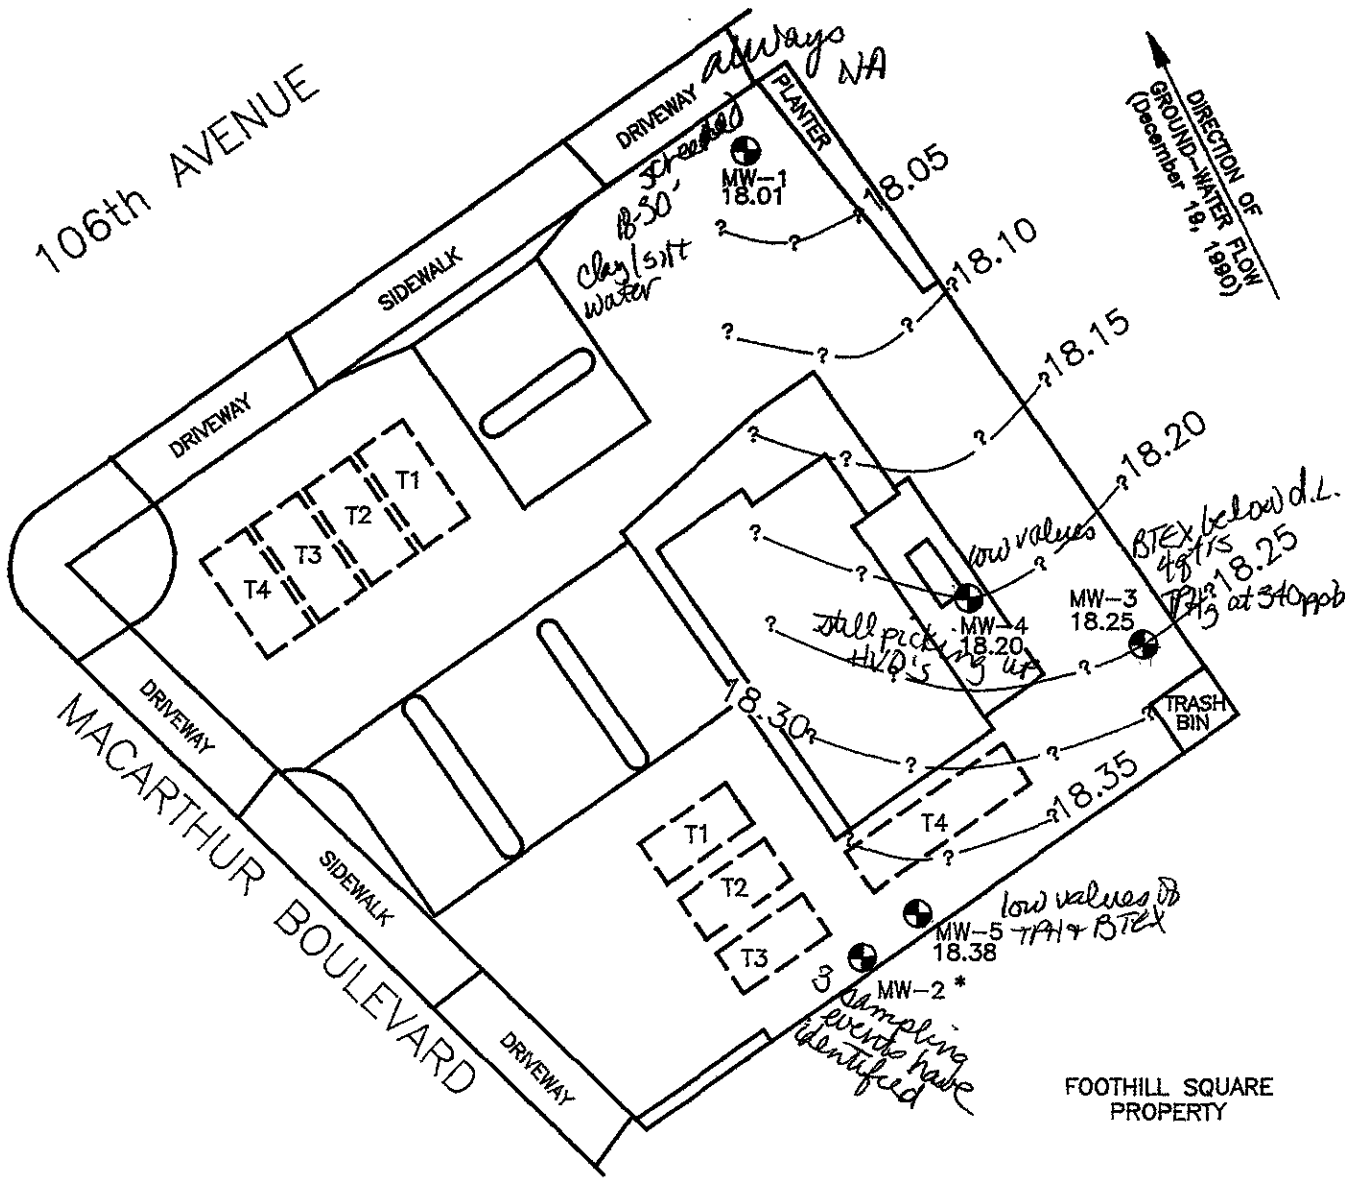 106th AVENUE
always
NA
DRIVEWAY
PLANTER
screened
18-30'
clay/silt
water
MW-1
18.01
DIRECTION OF
GROUND-WATER FLOW
(December 19, 1990)
18.05
18.10
18.15
18.20
18.25
SIDEWALK
DRIVEWAY
T1
T2
T3
T4
low values
BTEX below d.L.
4 qtrs
TPHg at 340ppb
MW-3
18.25
MW-4
18.20
still picking up
HVO's
TRASH
BIN
18.30
18.35
DRIVEWAY
MACARTHUR BOULEVARD
SIDEWALK
DRIVEWAY
T1
T2
T3
T4
low values of
TPH & BTEX
MW-5
18.38
MW-2 *
3 sampling
events have
identified
FOOTHILL SQUARE
PROPERTY
? ? ?
? ? ? ?
? ? ? ?
? ? ? ?
? ? ? ?
? ? ? ?
? ? ?